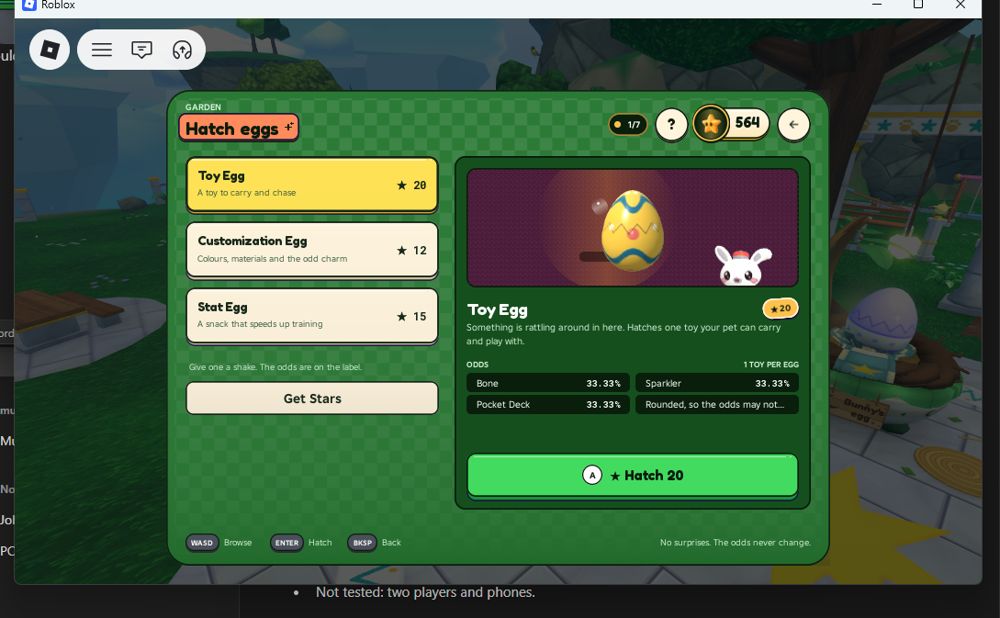 Roblox
GARDEN
Hatch eggs
1/7
?
564
Toy Egg
A toy to carry and chase
★ 20
Customization Egg
Colours, materials and the odd charm
★ 12
Stat Egg
A snack that speeds up training
★ 15
Give one a shake. The odds are on the label.
Get Stars
Toy Egg
★20
Something is rattling around in here. Hatches one toy your pet can carry
and play with.
ODDS
1 TOY PER EGG
Bone 33.33%
Sparkler 33.33%
Pocket Deck 33.33%
Rounded, so the odds may not...
A ★ Hatch 20
WASD Browse ENTER Hatch BKSP Back
No surprises. The odds never change.
Bunny's
egg
• Not tested: two players and phones.